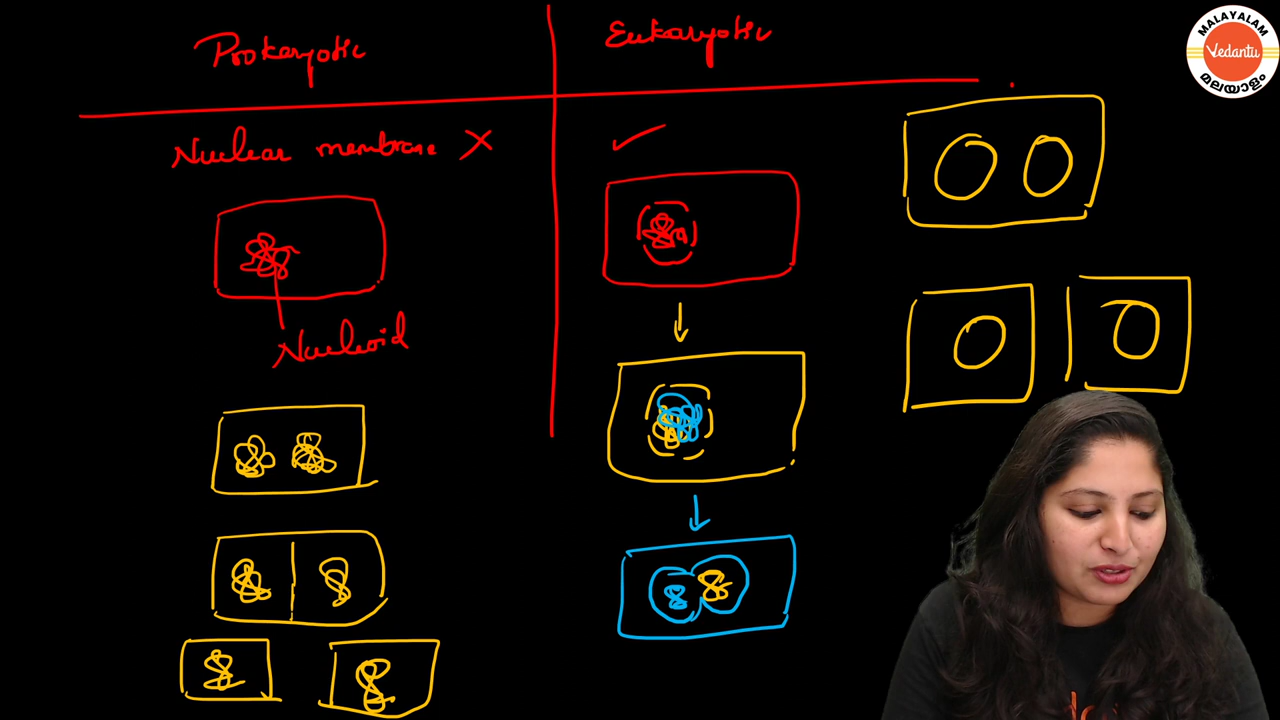 Prokaryotic
Eukaryotic
Nuclear membrane X
✓
Nucleoid
MALAYALAM
Vedantu
മലയാളം